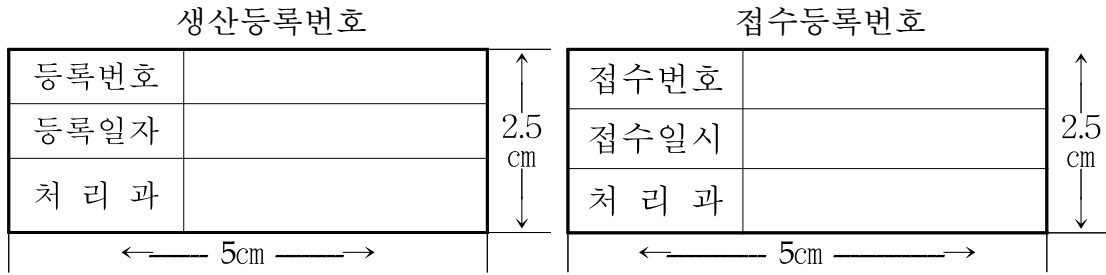 생산등록번호
등록번호
등록일자
처 리 과
2.5
cm
5cm
접수등록번호
접수번호
접수일시
처 리 과
2.5
cm
5cm